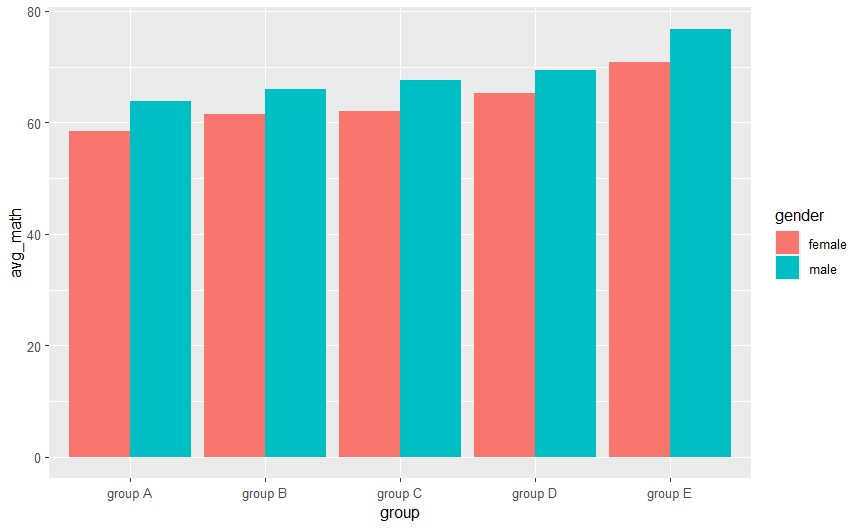 80
60
40
20
0
avg_math
group A
group B
group C
group D
group E
group
gender
female
male